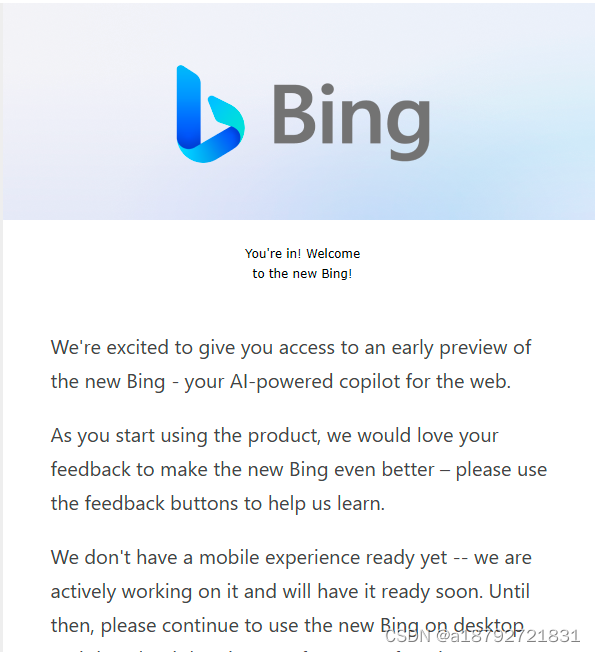 Bing
You're in! Welcome
to the new Bing!
We're excited to give you access to an early preview of
the new Bing - your AI-powered copilot for the web.
As you start using the product, we would love your
feedback to make the new Bing even better – please use
the feedback buttons to help us learn.
We don't have a mobile experience ready yet -- we are
actively working on it and will have it ready soon. Until
then, please continue to use the new Bing on desktop
CSDN @a18792721831